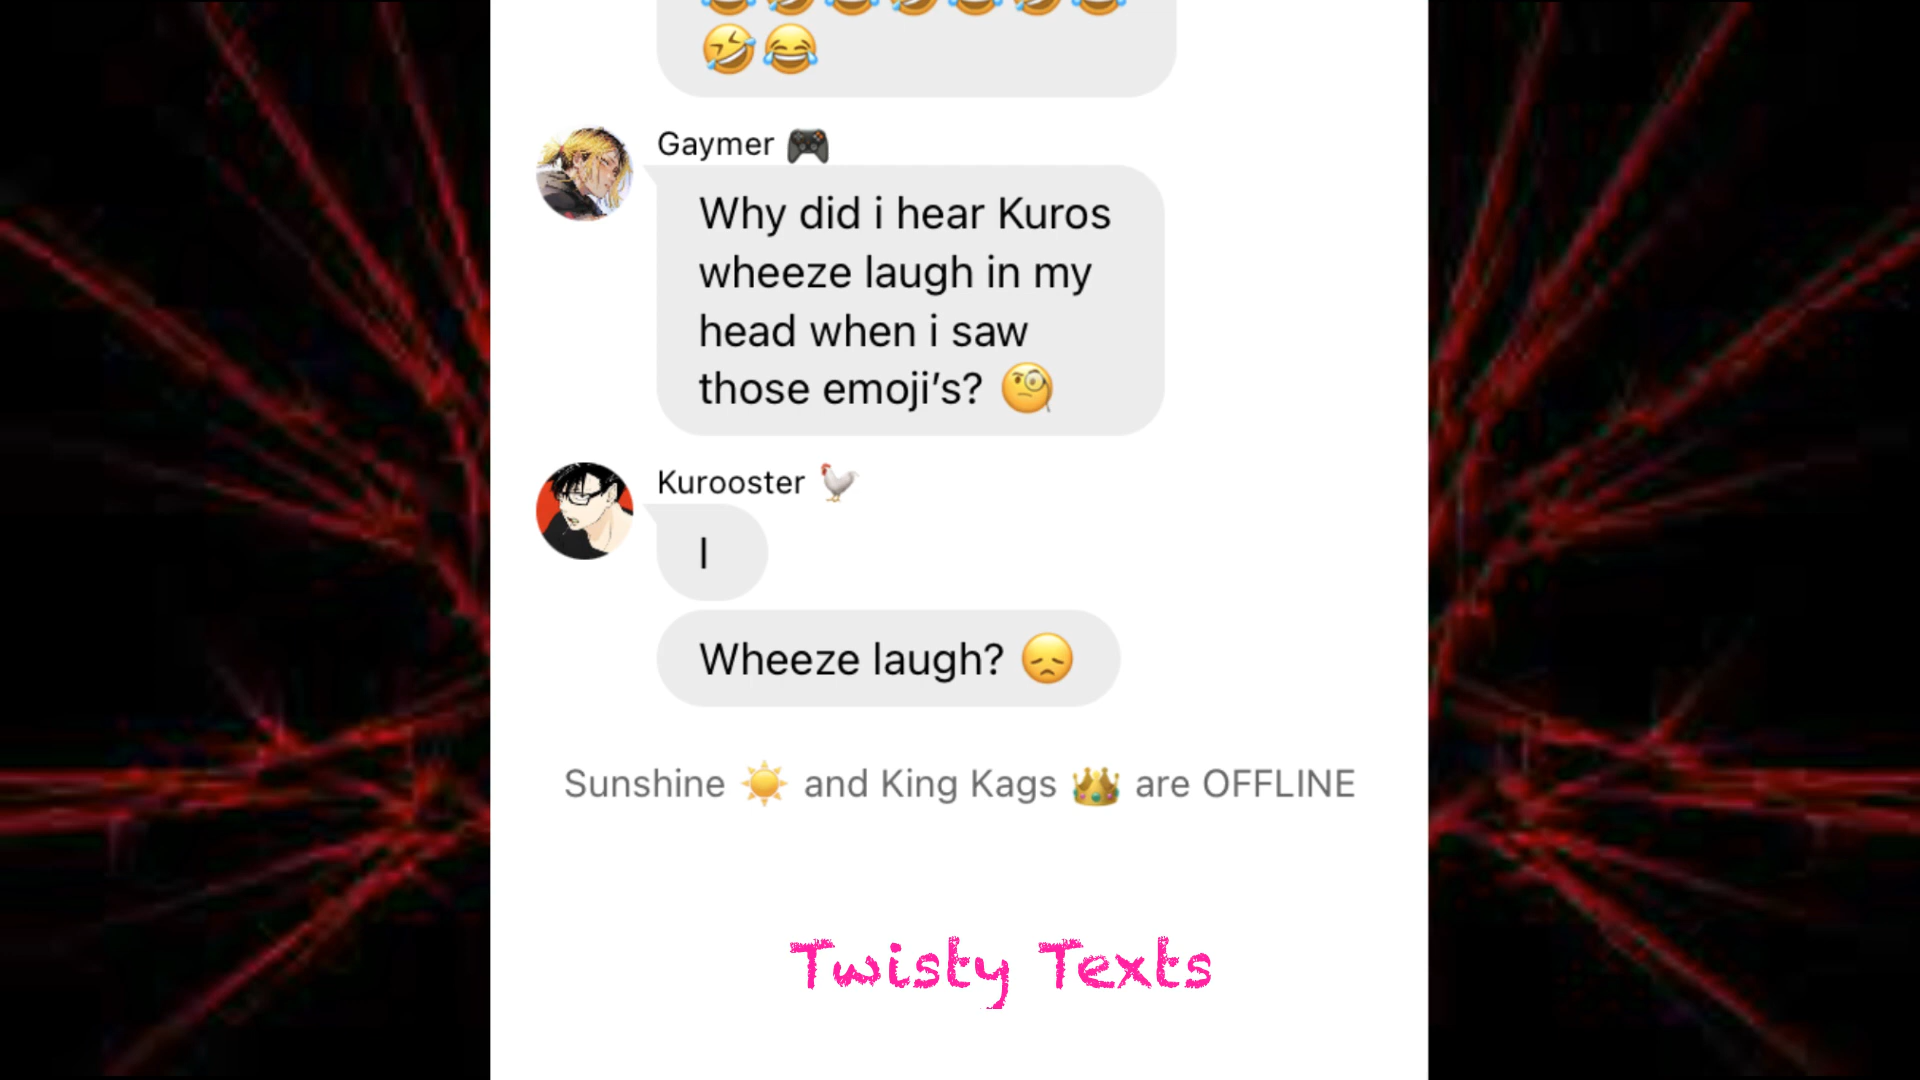 Gaymer 🎮
Why did i hear Kuros
wheeze laugh in my
head when i saw
those emoji’s? 🧐
Kurooster 🐓
I
Wheeze laugh? 😞
Sunshine ☀️ and King Kags 👑 are OFFLINE
Twisty Texts